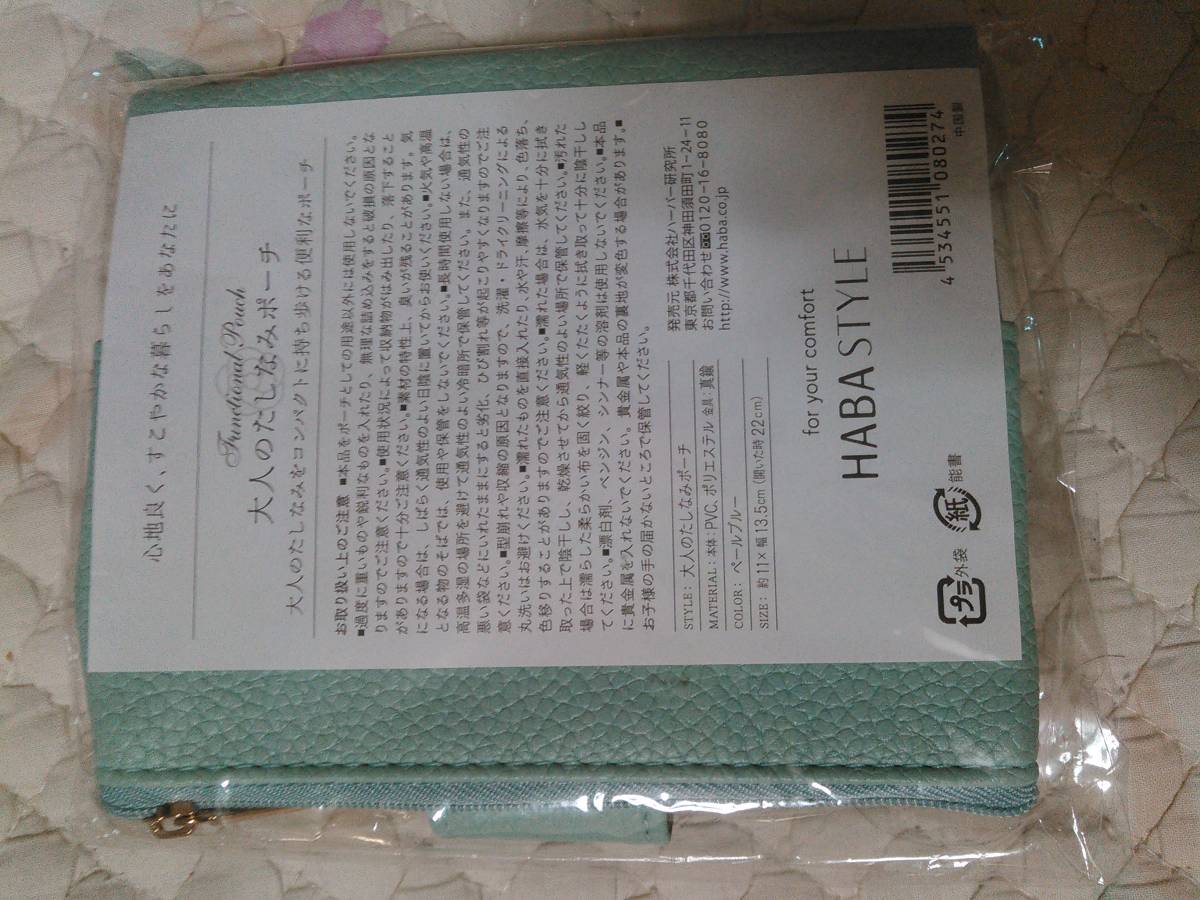 心地良く、すこやかな暮らしをあなたに
Functional Pouch
大人のたしなみポーチ
大人のたしなみをコンパクトに持ち歩ける便利なポーチ
お取り扱い上のご注意 ■本品をポーチとしての用途以外には使用しないでください。
■過度に重いものや鋭利なものを入れたり、無理な詰め込みをすると破損の原因とな
りますのでご注意ください。■使用状況によって収納物がはみ出したり、落下すること
がありますので十分ご注意ください。■素材の特性上、臭いが残ることがあります。気
になる場合は、しばらく通気性のよい日陰に置いてからお使いください。■火気や高温
となる物のそばでは、使用や保管をしないでください。■長時間使用しない場合は、
高温多湿の場所を避けて通気性のよい冷暗所で保管してください。また、通気性の
悪い袋などにいれたままにすると劣化、ひび割れ等が起こりやすくなりますのでご注
意ください。■型崩れや収縮の原因となりますので、洗濯・ドライクリーニングによる
丸洗いはお避けください。■濡れたものを直接入れたり、水や汗、摩擦等により、色落ち、
色移りすることがありますのでご注意ください。■濡れた場合は、水気を十分に拭き
取った上で陰干しし、乾燥させてから通気性のよい場所で保管してください。■汚れた
場合は濡らした柔らかい布を固く絞り、軽くたたくように拭き取って十分に陰干しし
てください。■漂白剤、ベンジン、シンナー等の溶剤は使用しないでください。■本品
に貴金属を入れないでください。貴金属や本品の裏地が変色する場合があります。■
お子様の手の届かないところで保管してください。
STYLE：大人のたしなみポーチ
MATERIAL：本体：PVC、ポリエステル 金具：真鍮
COLOR：ペールブルー
SIZE：約11×幅13.5cm（開いた時22cm）
発売元 株式会社ハーバー研究所
東京都千代田区神田須田町1-24-11
お問い合わせ 0120-16-8080
http://www.haba.co.jp
for your comfort
HABA STYLE
プラ 外袋
紙 能書
4 534551 080274
中国製